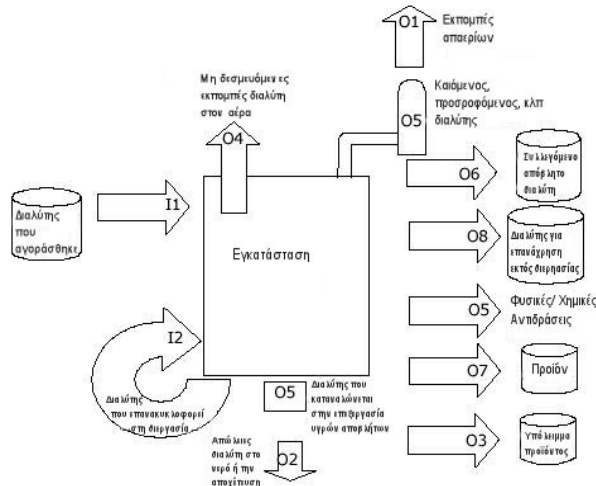 O1
Εκπομπές
απαερίων
Μη δεσμευόμενες
εκπομπές διαλύτη
στον αέρα
O4
Καιόμενος,
προσροφόμενος, κλπ
διαλύτης
O5
Συλλεγόμενο
απόβλητο
διαλύτη
O6
Διαλύτης
που
αγοράσθηκε
I1
Εγκατάσταση
O8
Διαλύτης για
επανάχρηση
εκτός διεργασίας
O5
Φυσικές/ Χημικές
Αντιδράσεις
I2
O7
Προϊόν
Διαλύτης
που επανακυκλοφορεί
στη διεργασία
O5
Διαλύτης που
καταναλώνεται
στην επεξεργασία
υγρών αποβλήτων
O3
Υπόλειμμα
προϊόντος
Απώλειες
διαλύτη στο
νερό ή την
αποχέτευση
O2